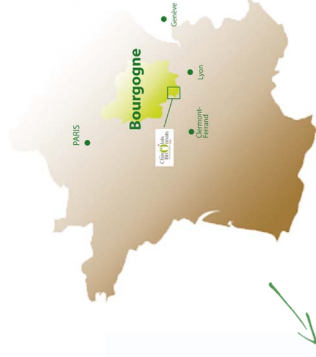 Genève
Bourgogne
Lyon
PARIS
Clermont-
Ferrand